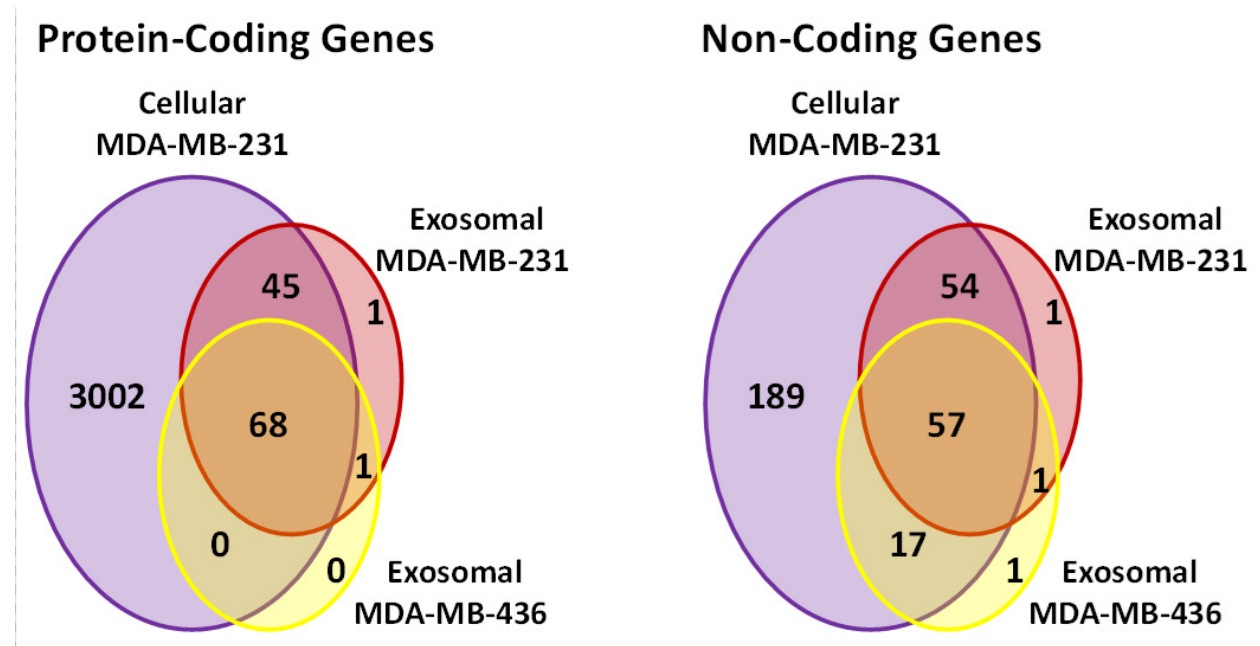 Protein-Coding Genes
Cellular
MDA-MB-231
Exosomal
MDA-MB-231
45
1
3002
68
1
0
0
Exosomal
MDA-MB-436
Non-Coding Genes
Cellular
MDA-MB-231
Exosomal
MDA-MB-231
54
1
189
57
1
17
1
Exosomal
MDA-MB-436